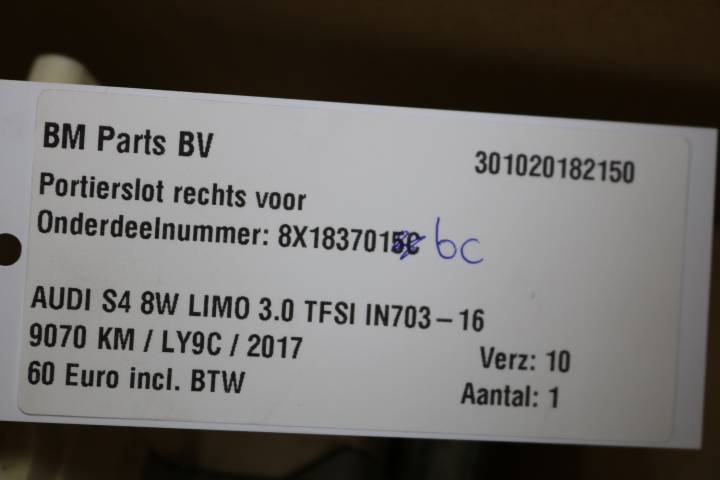 BM Parts BV
301020182150
Portierslot rechts voor
Onderdeelnummer: 8X1837015C bc
AUDI S4 8W LIMO 3.0 TFSI IN703-16
9070 KM / LY9C / 2017
Verz: 10
60 Euro incl. BTW
Aantal: 1